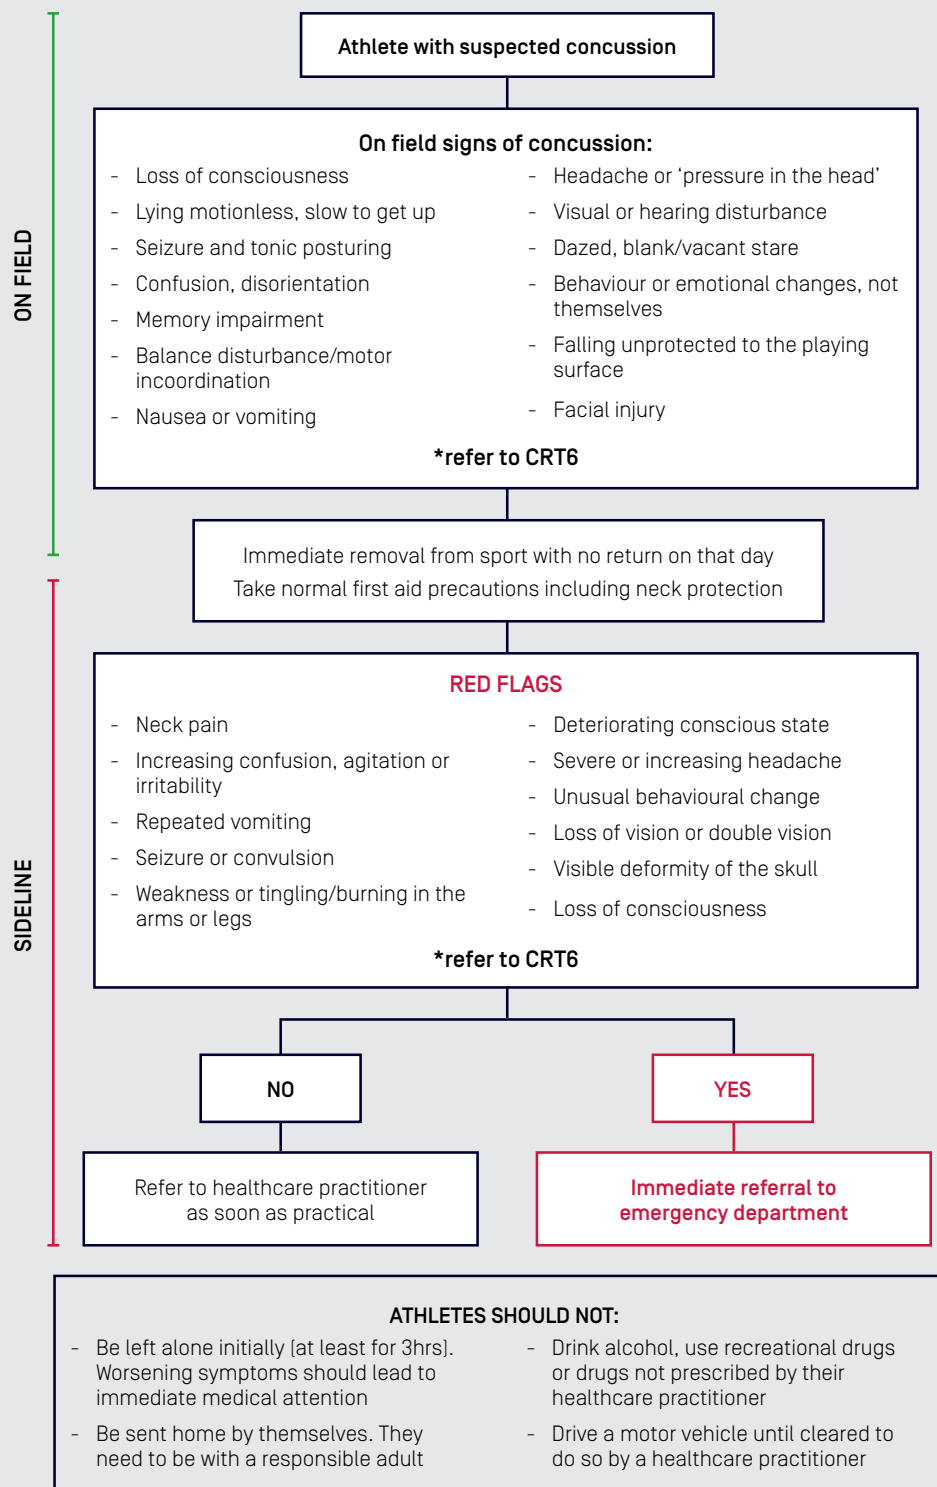 Athlete with suspected concussion
ON FIELD
On field signs of concussion:
- Loss of consciousness
- Lying motionless, slow to get up
- Seizure and tonic posturing
- Confusion, disorientation
- Memory impairment
- Balance disturbance/motor
incoordination
- Nausea or vomiting
- Headache or ‘pressure in the head’
- Visual or hearing disturbance
- Dazed, blank/vacant stare
- Behaviour or emotional changes, not
themselves
- Falling unprotected to the playing
surface
- Facial injury
*refer to CRT6
Immediate removal from sport with no return on that day
Take normal first aid precautions including neck protection
SIDELINE
RED FLAGS
- Neck pain
- Increasing confusion, agitation or
irritability
- Repeated vomiting
- Seizure or convulsion
- Weakness or tingling/burning in the
arms or legs
- Deteriorating conscious state
- Severe or increasing headache
- Unusual behavioural change
- Loss of vision or double vision
- Visible deformity of the skull
- Loss of consciousness
*refer to CRT6
NO
YES
Refer to healthcare practitioner
as soon as practical
Immediate referral to
emergency department
ATHLETES SHOULD NOT:
- Be left alone initially (at least for 3hrs).
Worsening symptoms should lead to
immediate medical attention
- Be sent home by themselves. They
need to be with a responsible adult
- Drink alcohol, use recreational drugs
or drugs not prescribed by their
healthcare practitioner
- Drive a motor vehicle until cleared to
do so by a healthcare practitioner